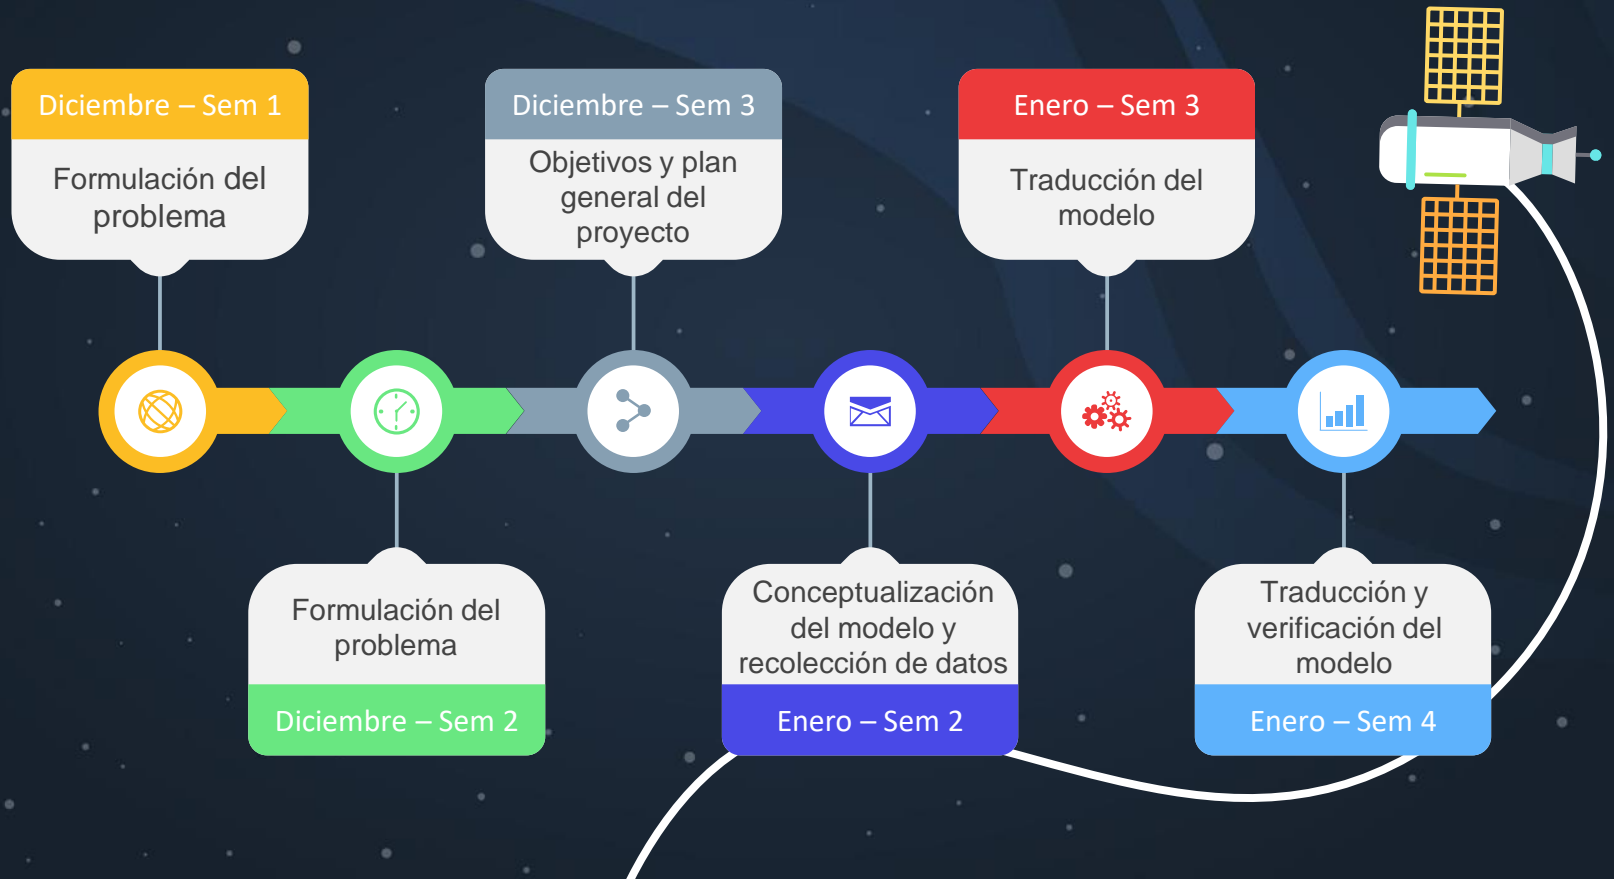 Diciembre – Sem 1
Formulación del
problema
Diciembre – Sem 3
Objetivos y plan
general del
proyecto
Enero – Sem 3
Traducción del
modelo
Formulación del
problema
Diciembre – Sem 2
Conceptualización
del modelo y
recolección de datos
Enero – Sem 2
Traducción y
verificación del
modelo
Enero – Sem 4